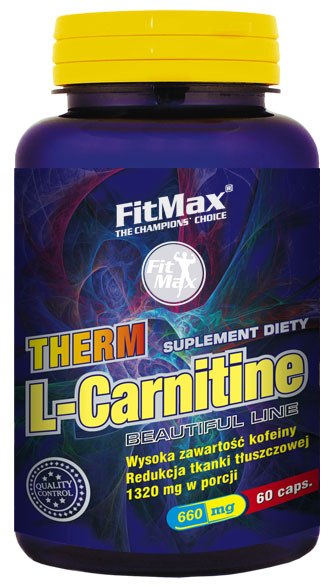 FitMax®
THE CHAMPIONS' CHOICE
Fit
Max
SUPLEMENT DIETY
THERM
L-Carnitine
BEAUTIFUL LINE
Wysoka zawartość kofeiny
Redukcja tkanki tłuszczowej
1320 mg w porcji
QUALITY
CONTROL
660 mg
60 caps.